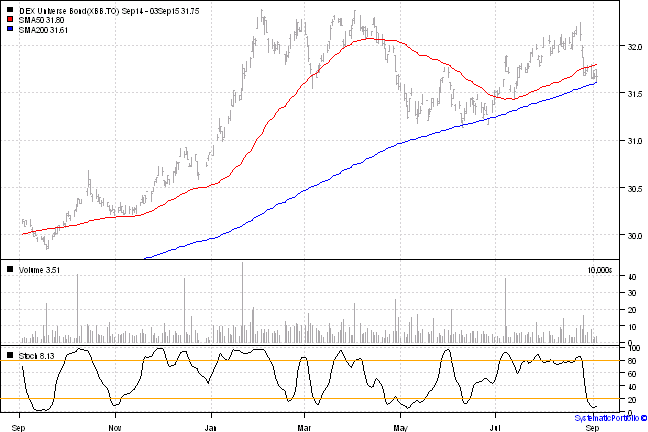 DEX Universe Bond(XBB.TO) Sept14 - 03Sept15 31.75
SMA50 31.80
SMA200 31.61
32.0
31.5
31.0
30.5
30.0
Volume 3.51
10,000s
40
30
20
10
0
Stoch 8.13
100
80
60
40
20
0
Sep
Nov
Jan
Mar
May
Jul
Sep
SystematicPortfolio ©